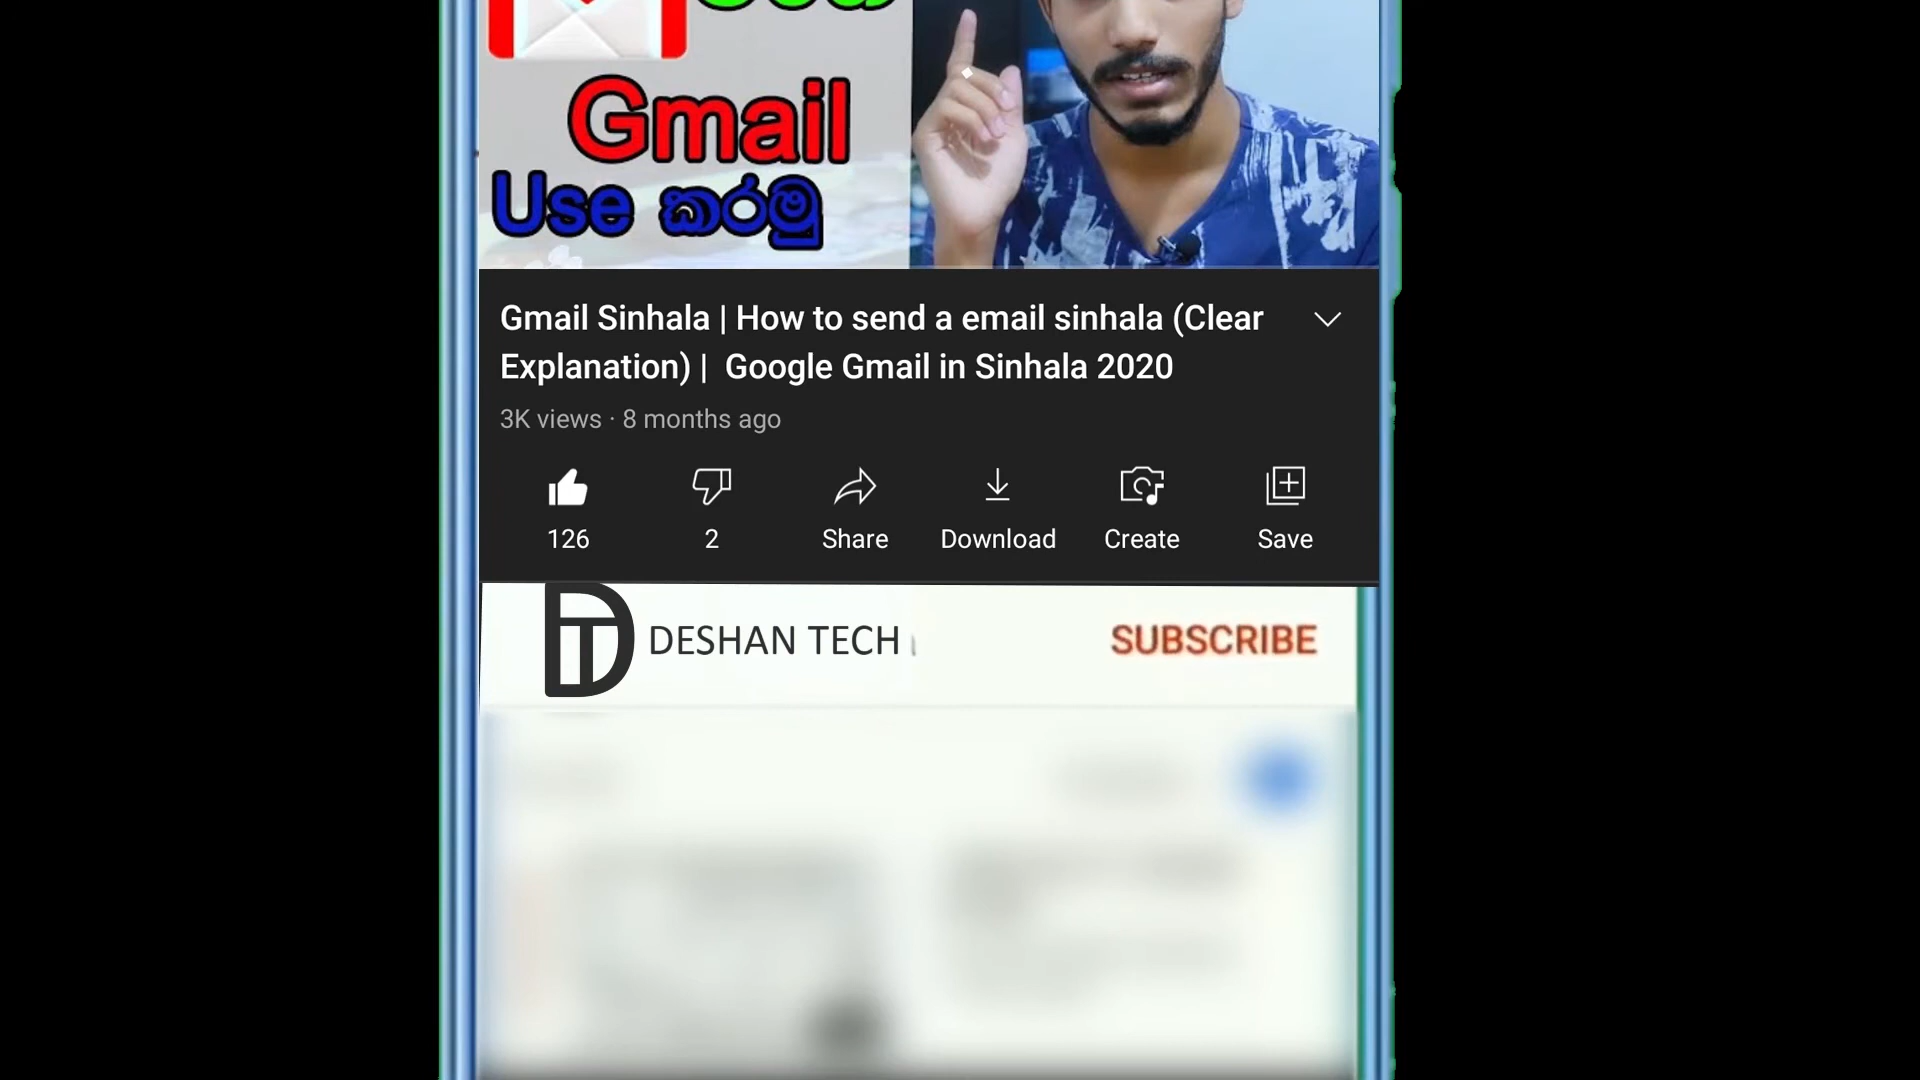 Gmail
Use කරමු
Gmail Sinhala | How to send a email sinhala (Clear
Explanation) | Google Gmail in Sinhala 2020
3K views · 8 months ago
126
2
Share
Download
Create
Save
DESHAN TECH
SUBSCRIBE